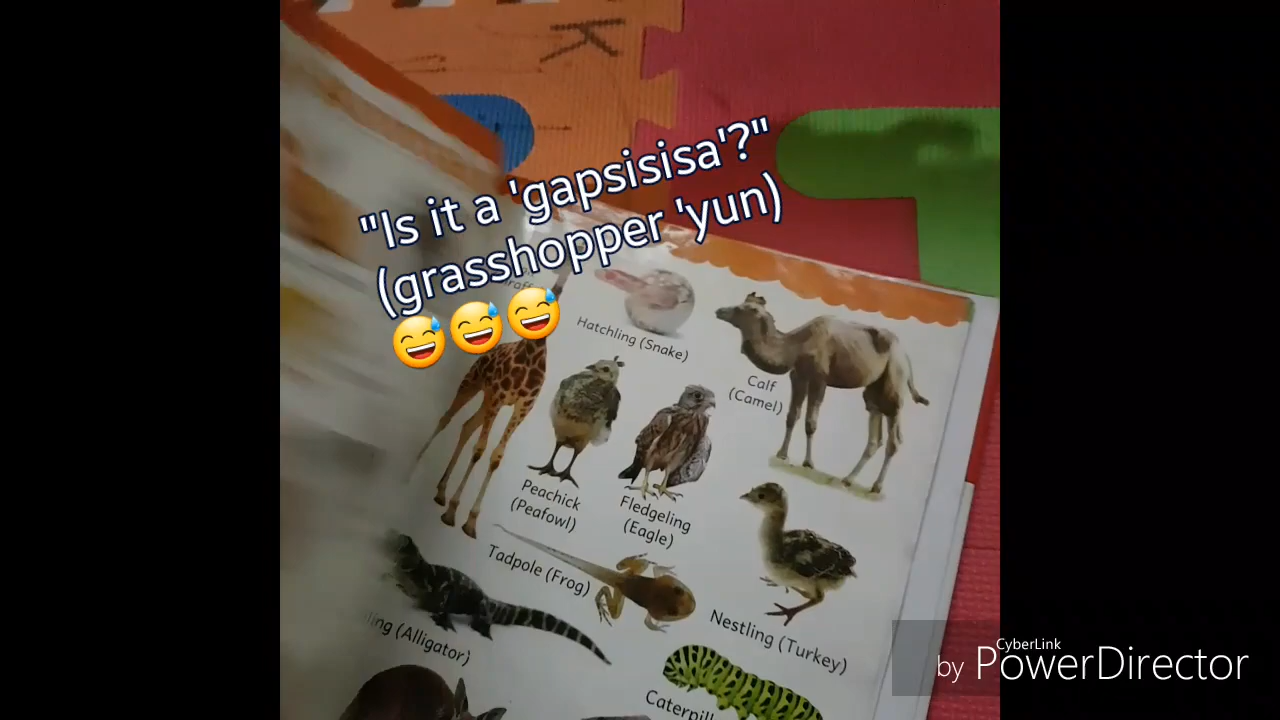 K
"Is it a 'gapsisisa'?"
(grasshopper 'yun)
Hatchling (Snake)
Calf
(Camel)
Peachick
(Peafowl)
Fledgeling
(Eagle)
Tadpole (Frog)
Nestling (Turkey)
(Alligator)
CyberLink
by PowerDirector